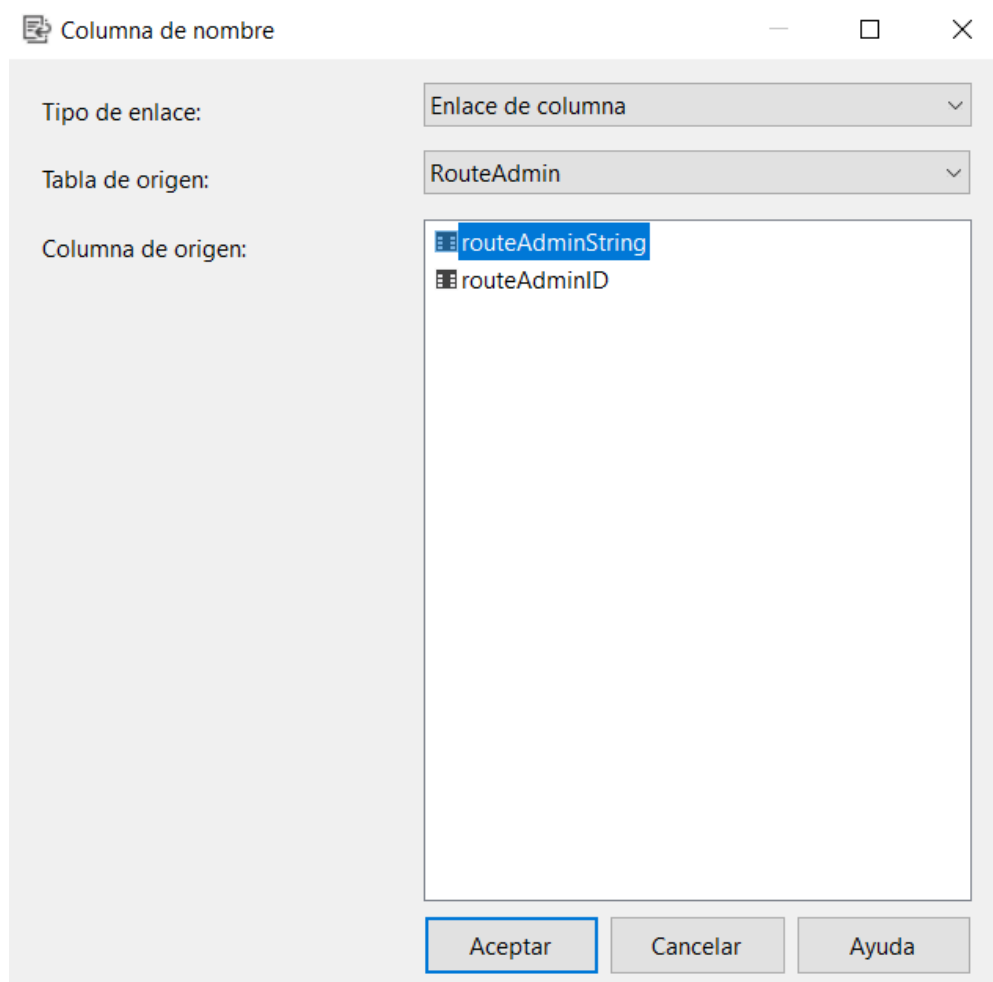 Columna de nombre
Tipo de enlace: Enlace de columna
Tabla de origen: RouteAdmin
Columna de origen: routeAdminString
routeAdminID
Aceptar Cancelar Ayuda